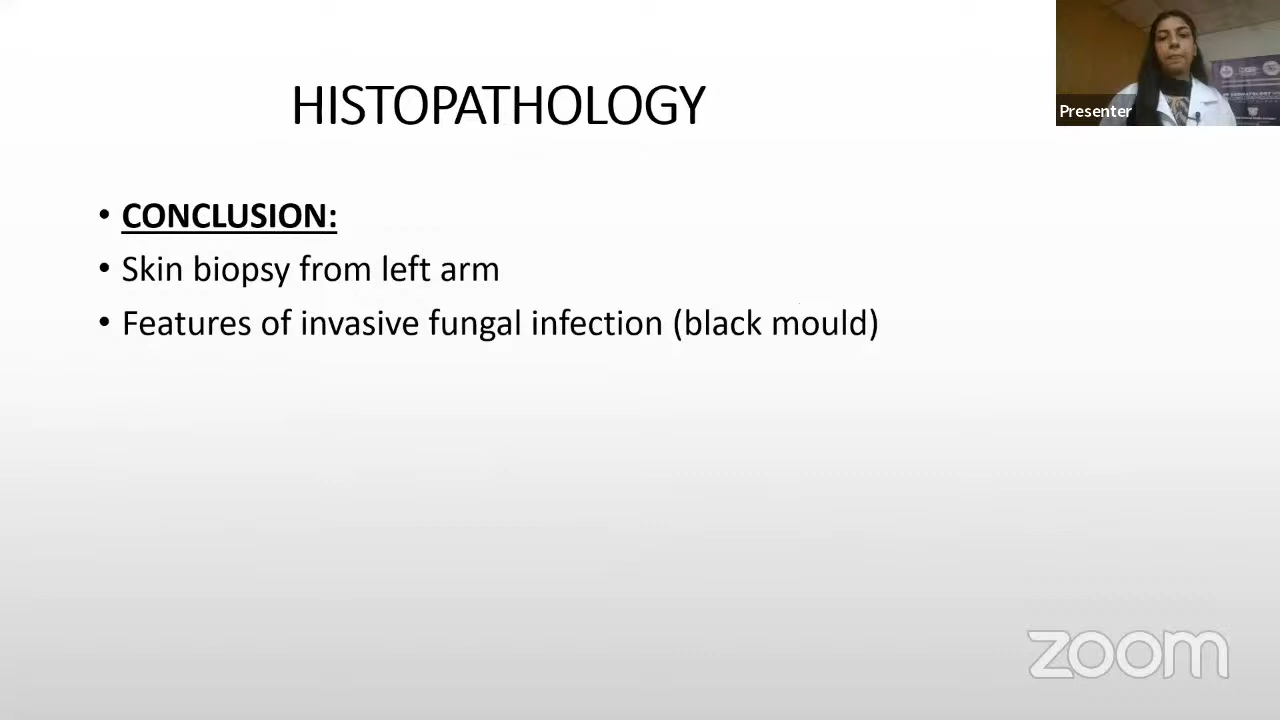 HISTOPATHOLOGY
Presenter
• CONCLUSION:
• Skin biopsy from left arm
• Features of invasive fungal infection (black mould)
zoom